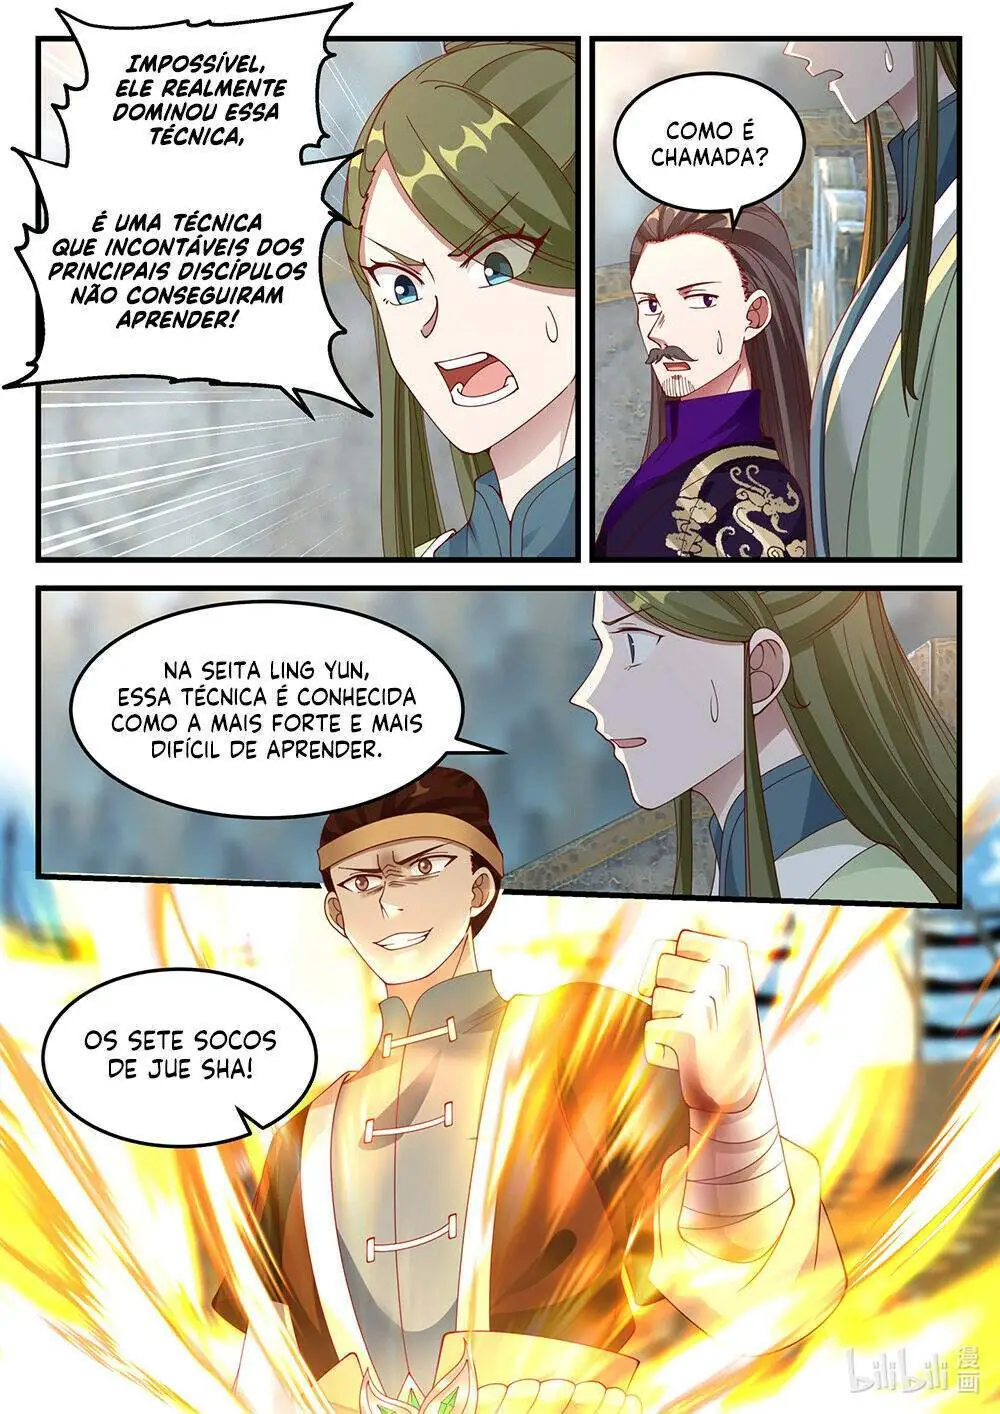 IMPOSSÍVEL,
ELE REALMENTE
DOMINOU ESSA
TÉCNICA,
É UMA TÉCNICA
QUE INCONTÁVEIS DOS
PRINCIPAIS DISCÍPULOS
NÃO CONSEGUIRAM
APRENDER!
COMO É
CHAMADA?
NA SEITA LING YUN,
ESSA TÉCNICA É CONHECIDA
COMO A MAIS FORTE E MAIS
DIFÍCIL DE APRENDER.
OS SETE SOCOS
DE JUE SHA!
bilibili 漫画